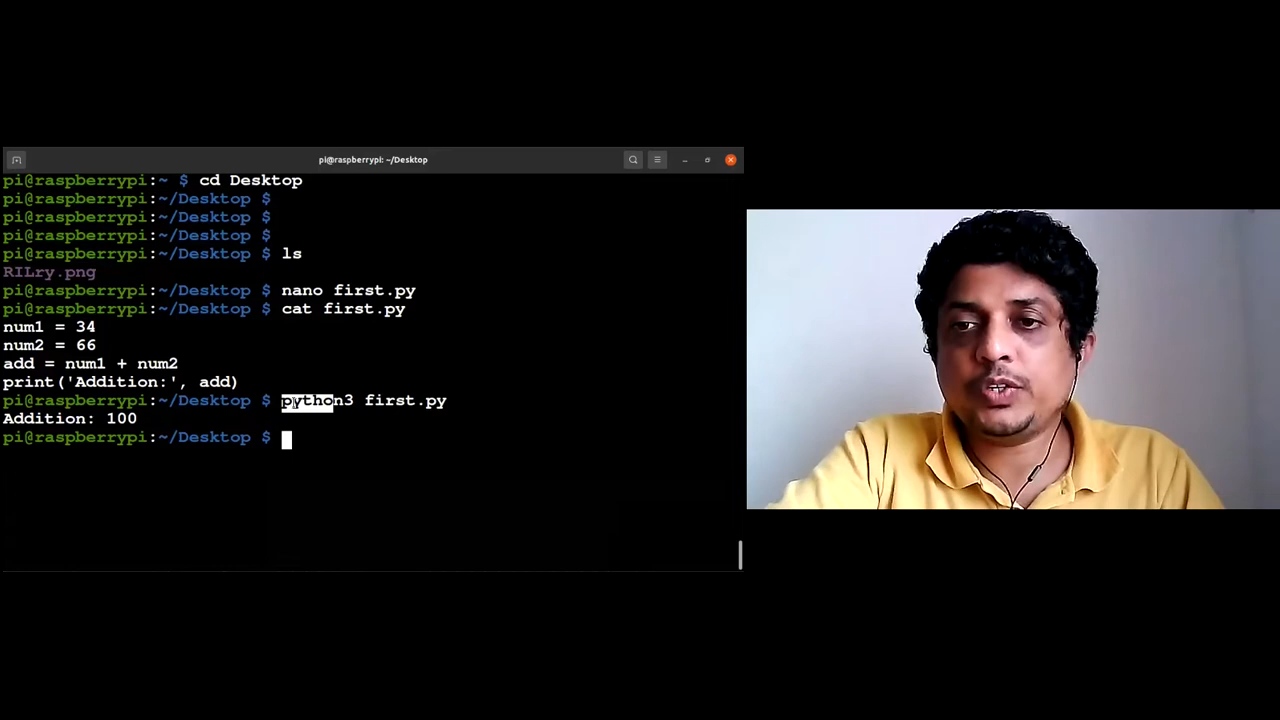 pi@raspberrypi: ~/Desktop
pi@raspberrypi:~ $ cd Desktop
pi@raspberrypi:~/Desktop $
pi@raspberrypi:~/Desktop $
pi@raspberrypi:~/Desktop $
pi@raspberrypi:~/Desktop $ ls
RILry.png
pi@raspberrypi:~/Desktop $ nano first.py
pi@raspberrypi:~/Desktop $ cat first.py
num1 = 34
num2 = 66
add = num1 + num2
print('Addition:', add)
pi@raspberrypi:~/Desktop $ python3 first.py
Addition: 100
pi@raspberrypi:~/Desktop $